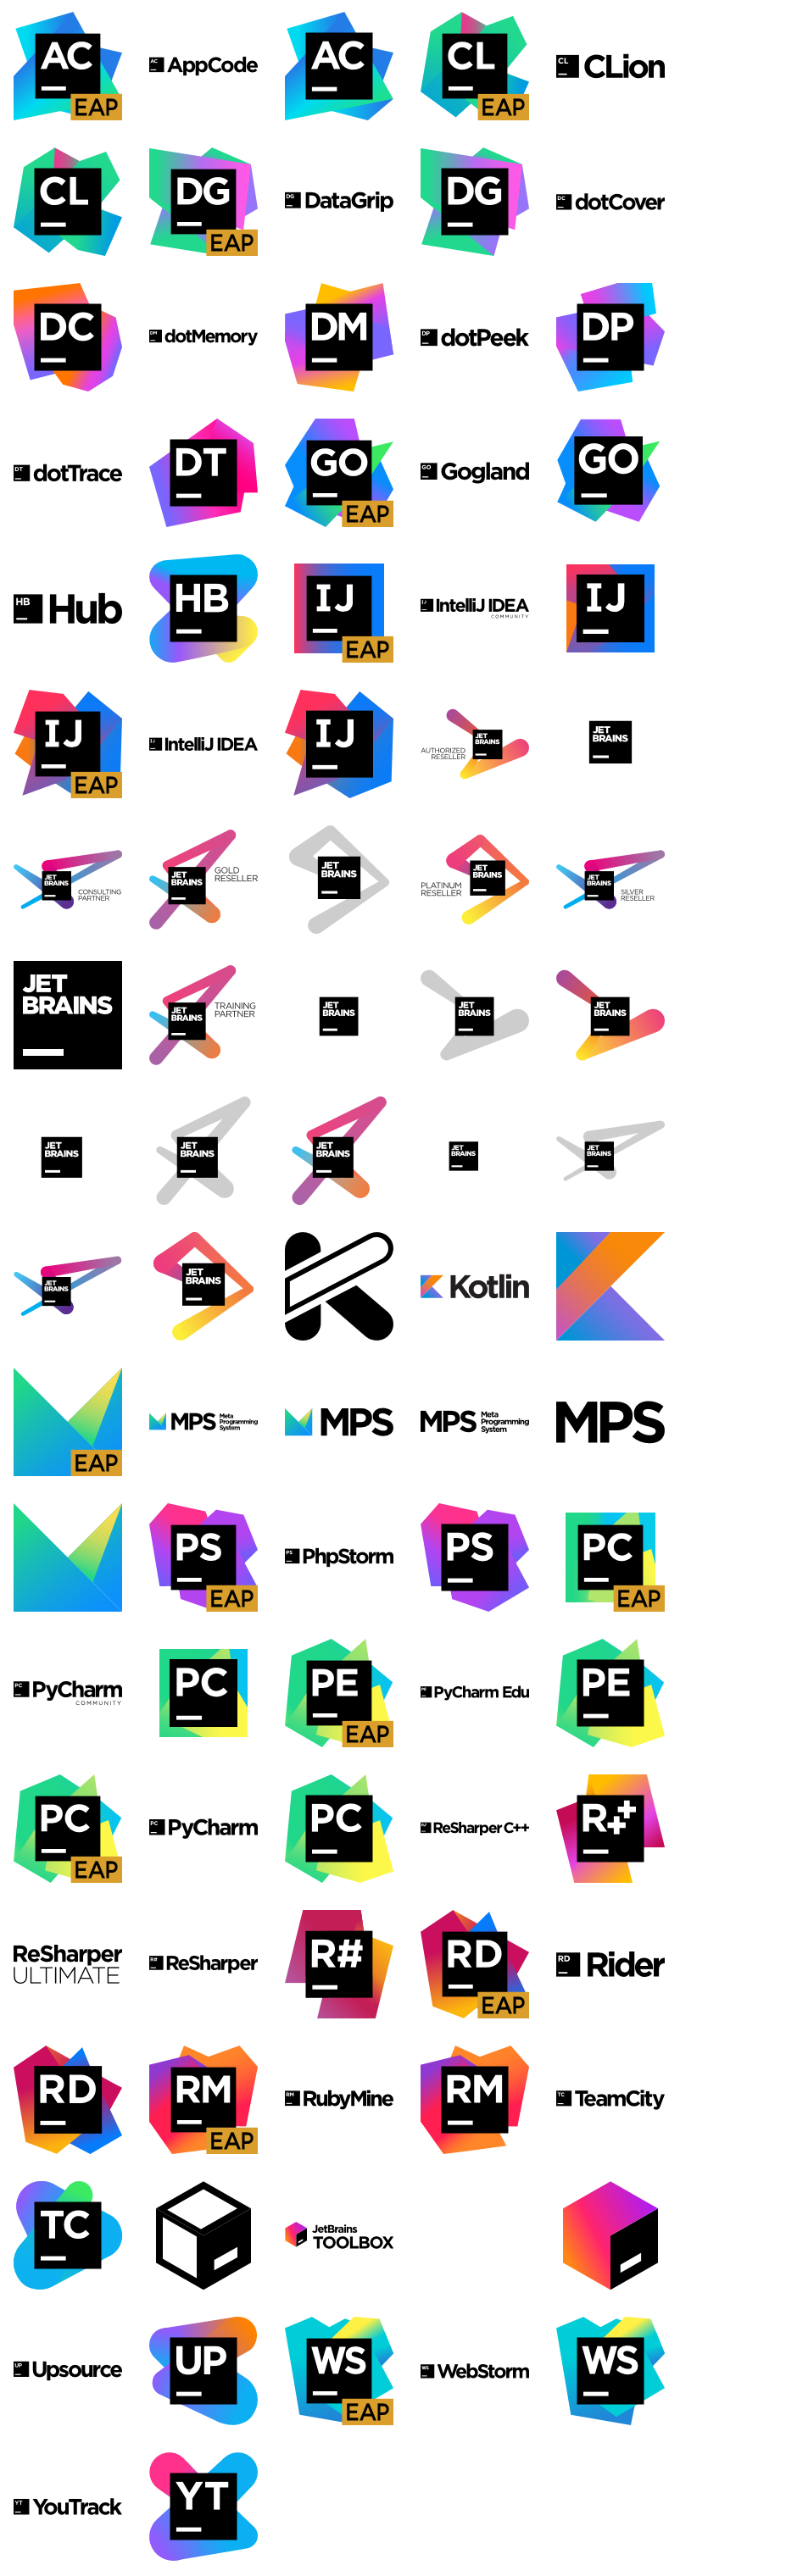 AC
EAP
AC AppCode
AC
CL
EAP
CL CLion
CL
DG
EAP
DG DataGrip
DG
DC dotCover
DC
DM dotMemory
DM
DP dotPeek
DP
DT dotTrace
DT
GO
EAP
GO Gogland
GO
HB Hub
HB
IJ
EAP
IJ IntelliJ IDEA
COMMUNITY
IJ
IJ
EAP
IJ IntelliJ IDEA
IJ
JET
BRAINS
AUTHORIZED
RESELLER
JET
BRAINS
JET
BRAINS
CONSULTING
PARTNER
JET
BRAINS
GOLD
RESELLER
JET
BRAINS
JET
BRAINS
PLATINUM
RESELLER
JET
BRAINS
SILVER
RESELLER
JET
BRAINS
JET
BRAINS
TRAINING
PARTNER
JET
BRAINS
JET
BRAINS
JET
BRAINS
JET
BRAINS
JET
BRAINS
JET
BRAINS
JET
BRAINS
JET
BRAINS
JET
BRAINS
JET
BRAINS
Kotlin
EAP
MPS
Meta
Programming
System
MPS
MPS
Meta
Programming
System
MPS
PS
EAP
PS PhpStorm
PS
PC
EAP
PC PyCharm
COMMUNITY
PC
PE
EAP
PyCharm Edu
PE
PC
EAP
PC PyCharm
PC
ReSharper C++
R++
ReSharper
ULTIMATE
R# ReSharper
R#
RD
EAP
RD Rider
RD
RM
EAP
RM RubyMine
RM
TC TeamCity
TC
JetBrains
TOOLBOX
UP Upsource
UP
WS
EAP
WS WebStorm
WS
YT YouTrack
YT